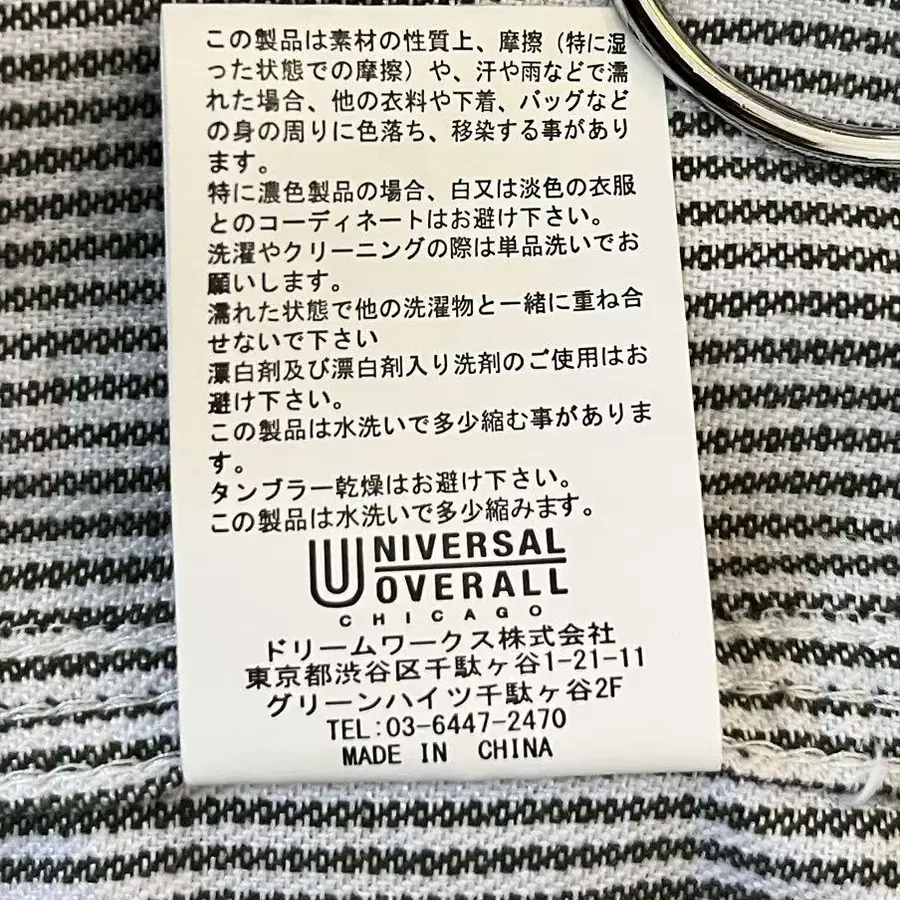 この製品は素材の性質上、摩擦（特に湿
った状態での摩擦）や、汗や雨などで濡
れた場合、他の衣料や下着、バッグなど
の身の周りに色落ち、移染する事があり
ます。
特に濃色製品の場合、白又は淡色の衣服
とのコーディネートはお避け下さい。
洗濯やクリーニングの際は単品洗いでお
願いします。
濡れた状態で他の洗濯物と一緒に重ね合
せないで下さい
漂白剤及び漂白剤入り洗剤のご使用はお
避け下さい。
この製品は水洗いで多少縮む事がありま
す。
タンブラー乾燥はお避け下さい。
この製品は水洗いで多少縮みます。
UNIVERSAL
OVERALL
CHICAGO
ドリームワークス株式会社
東京都渋谷区千駄ヶ谷1-21-11
グリーンハイツ千駄ヶ谷2F
TEL:03-6447-2470
MADE IN CHINA